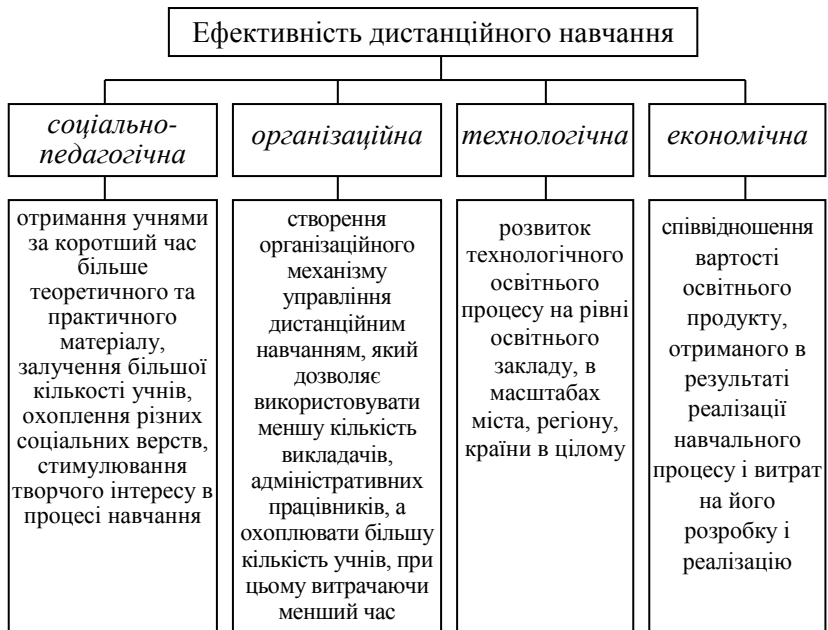 Ефективність дистанційного навчання
соціально-
педагогічна
організаційна
технологічна
економічна
отримання учнями
за коротший час
більше
теоретичного та
практичного
матеріалу,
залучення більшої
кількості учнів,
охоплення різних
соціальних верств,
стимулювання
творчого інтересу в
процесі навчання
створення
організаційного
механізму
управління
дистанційним
навчанням, який
дозволяє
використовувати
меншу кількість
викладачів,
адміністративних
працівників, а
охоплювати більшу
кількість учнів, при
цьому витрачаючи
менший час
розвиток
технологічного
освітнього
процесу на рівні
освітнього
закладу, в
масштабах
міста, регіону,
країни в цілому
співвідношення
вартості
освітнього
продукту,
отриманого в
результаті
реалізації
навчального
процесу і витрат
на його
розробку і
реалізацію